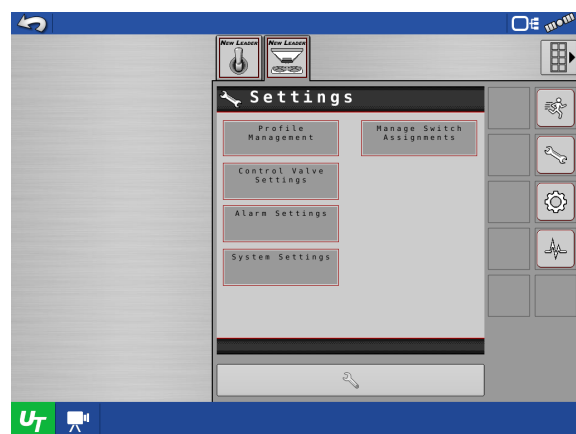 New Leader
New Leader
Settings
Profile
Management
Manage Switch
Assignments
Control Valve
Settings
Alarm Settings
System Settings
UT